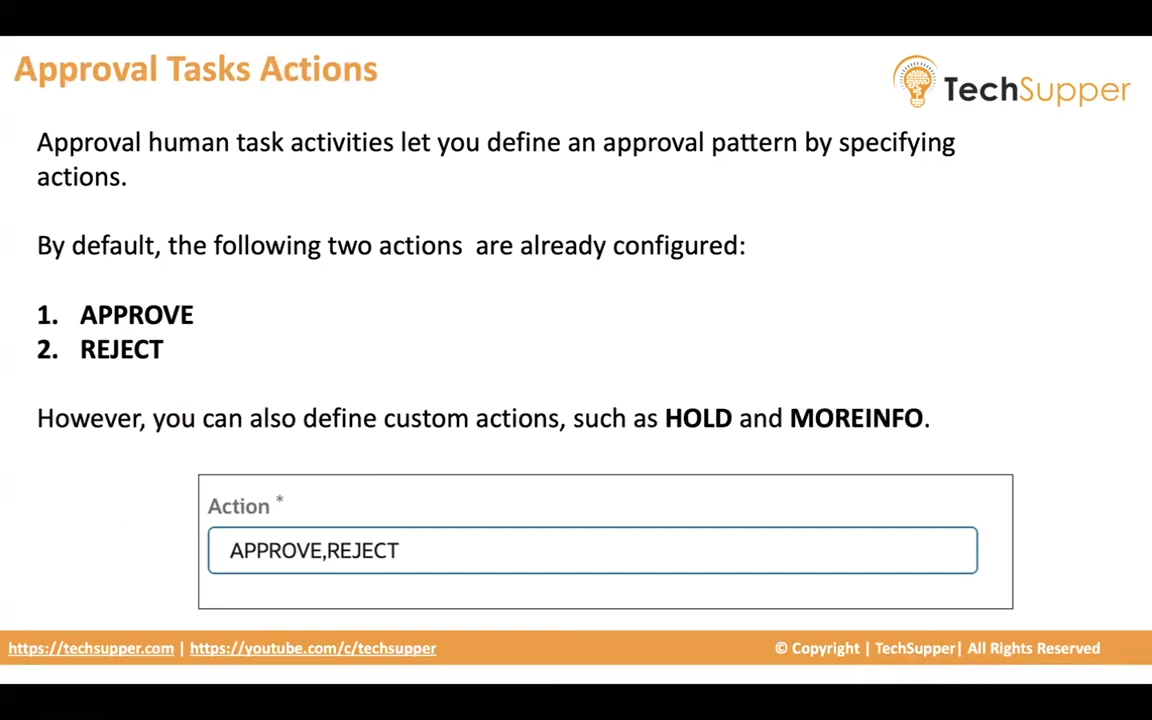 Approval Tasks Actions
TechSupper
Approval human task activities let you define an approval pattern by specifying
actions.
By default, the following two actions are already configured:
1. APPROVE
2. REJECT
However, you can also define custom actions, such as HOLD and MOREINFO.
Action *
APPROVE,REJECT
https://techsupper.com | https://youtube.com/c/techsupper
© Copyright | TechSupper| All Rights Reserved